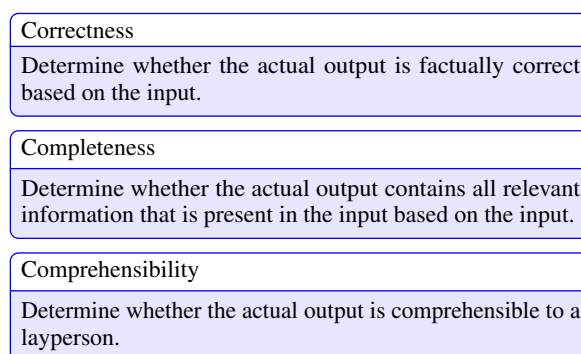 Correctness
Determine whether the actual output is factually correct
based on the input.
Completeness
Determine whether the actual output contains all relevant
information that is present in the input based on the input.
Comprehensibility
Determine whether the actual output is comprehensible to a
layperson.